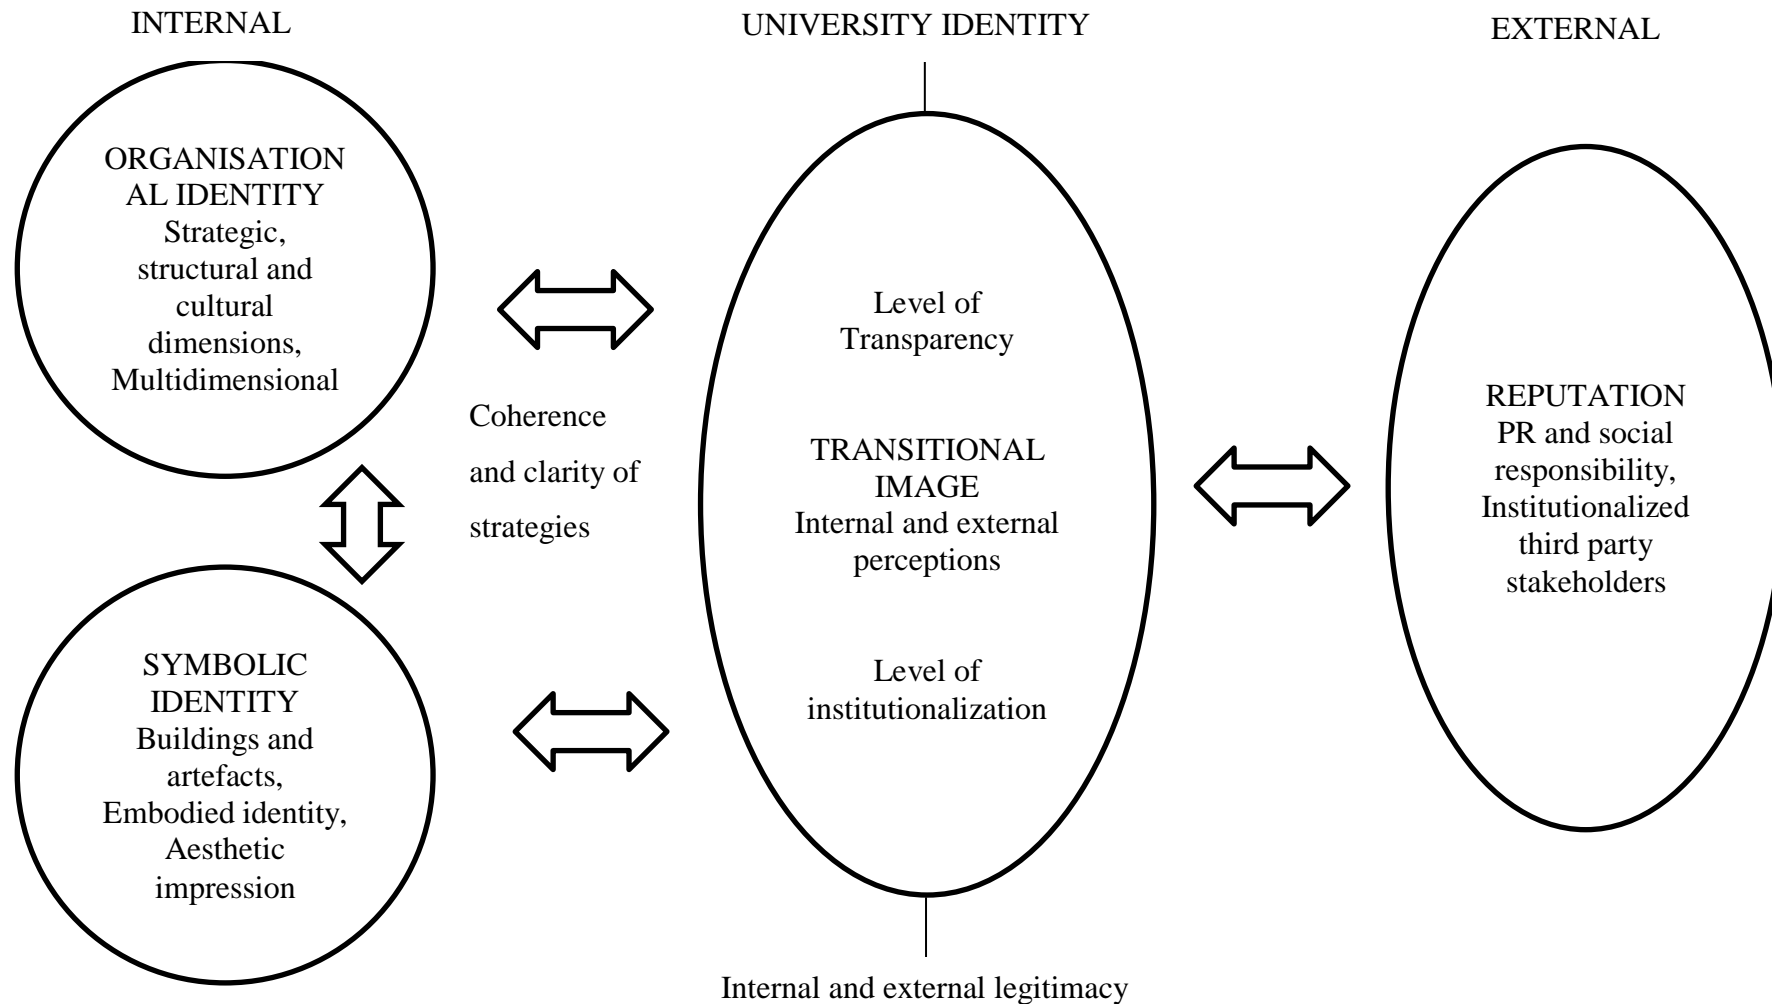 INTERNAL
UNIVERSITY IDENTITY
EXTERNAL
ORGANISATION
AL IDENTITY
Strategic,
structural and
cultural
dimensions,
Multidimensional
Coherence
and clarity of
strategies
SYMBOLIC
IDENTITY
Buildings and
artefacts,
Embodied identity,
Aesthetic
impression
Level of
Transparency
TRANSITIONAL
IMAGE
Internal and external
perceptions
Level of
institutionalization
Internal and external legitimacy
REPUTATION
PR and social
responsibility,
Institutionalized
third party
stakeholders